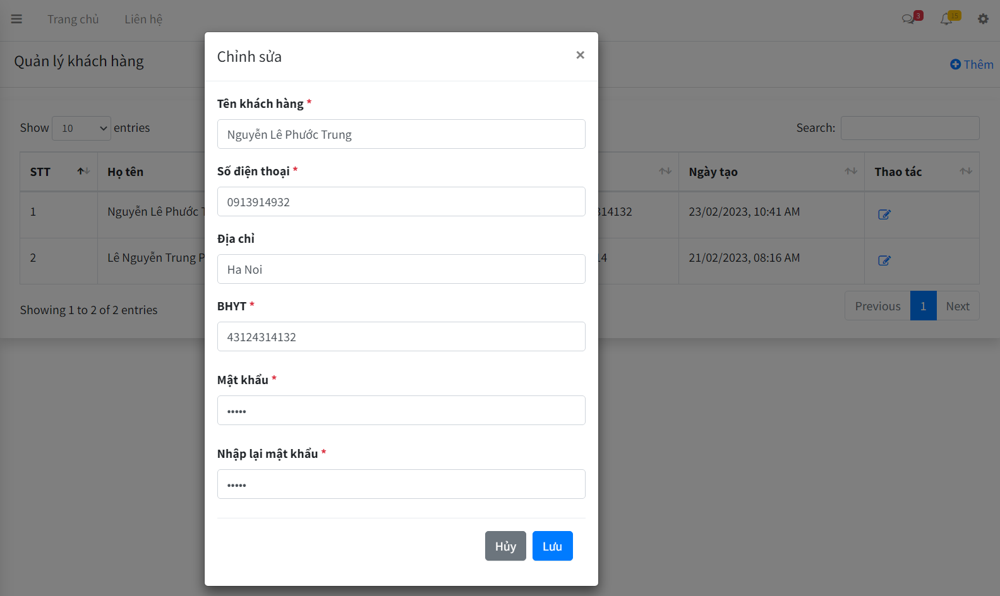 Trang chủ Liên hệ 3 15
Chỉnh sửa ×
Quản lý khách hàng Thêm
Tên khách hàng *
Nguyễn Lê Phước Trung
Show 10 entries Search:
Số điện thoại *
0913914932
STT Họ tên Ngày tạo Thao tác
1 Nguyễn Lê Phước 314132 23/02/2023, 10:41 AM
Địa chỉ
Ha Noi
2 Lê Nguyễn Trung P 14 21/02/2023, 08:16 AM
BHYT *
43124314132
Showing 1 to 2 of 2 entries Previous 1 Next
Mật khẩu *
•••••
Nhập lại mật khẩu *
•••••
Hủy Lưu